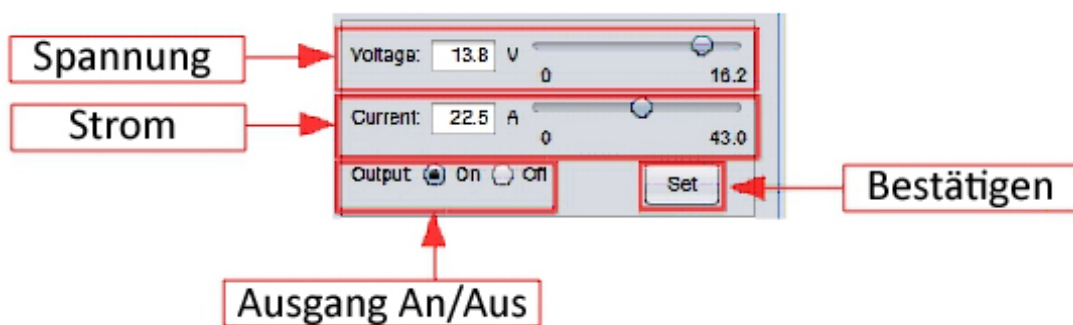 Spannung
Voltage: 13.8 V
0 16.2
Strom
Current: 22.5 A
0 43.0
Output On Off
Set
Bestätigen
Ausgang An/Aus